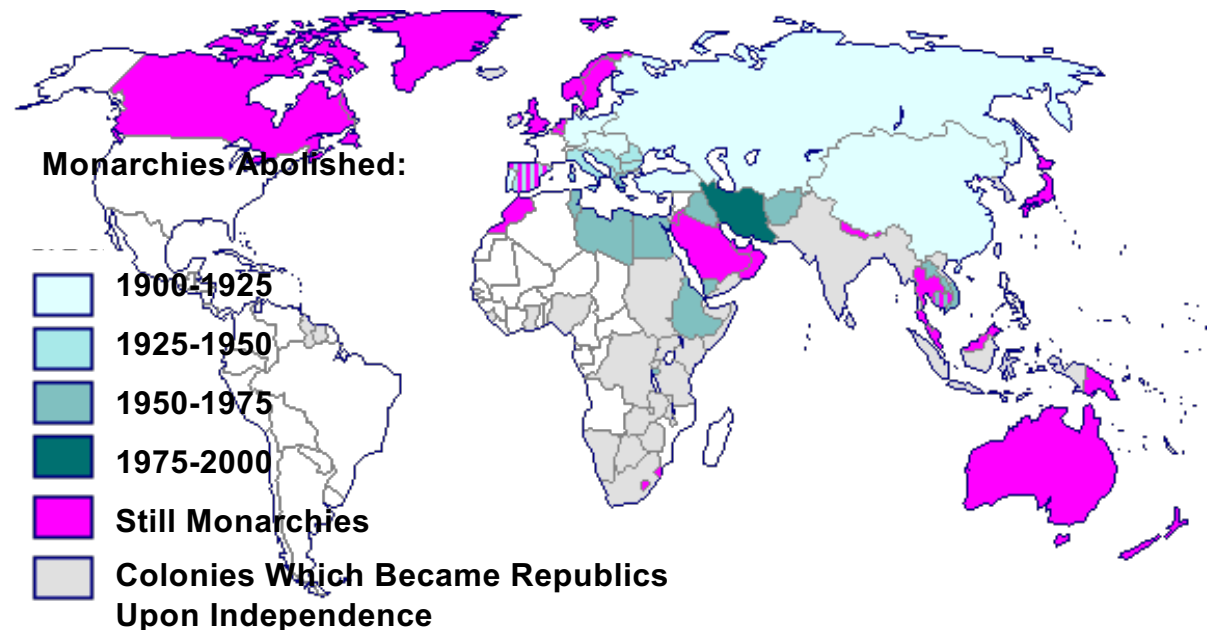 Monarchies Abolished:
1900-1925
1925-1950
1950-1975
1975-2000
Still Monarchies
Colonies Which Became Republics
Upon Independence